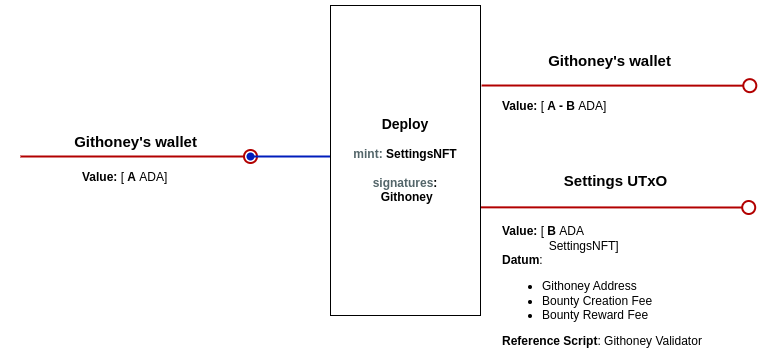 Githoney's wallet
Value: [ A ADA]
Deploy
mint: SettingsNFT
signatures:
Githoney
Githoney's wallet
Value: [ A - B ADA]
Settings UTxO
Value: [ B ADA
SettingsNFT]
Datum:
• Githoney Address
• Bounty Creation Fee
• Bounty Reward Fee
Reference Script: Githoney Validator